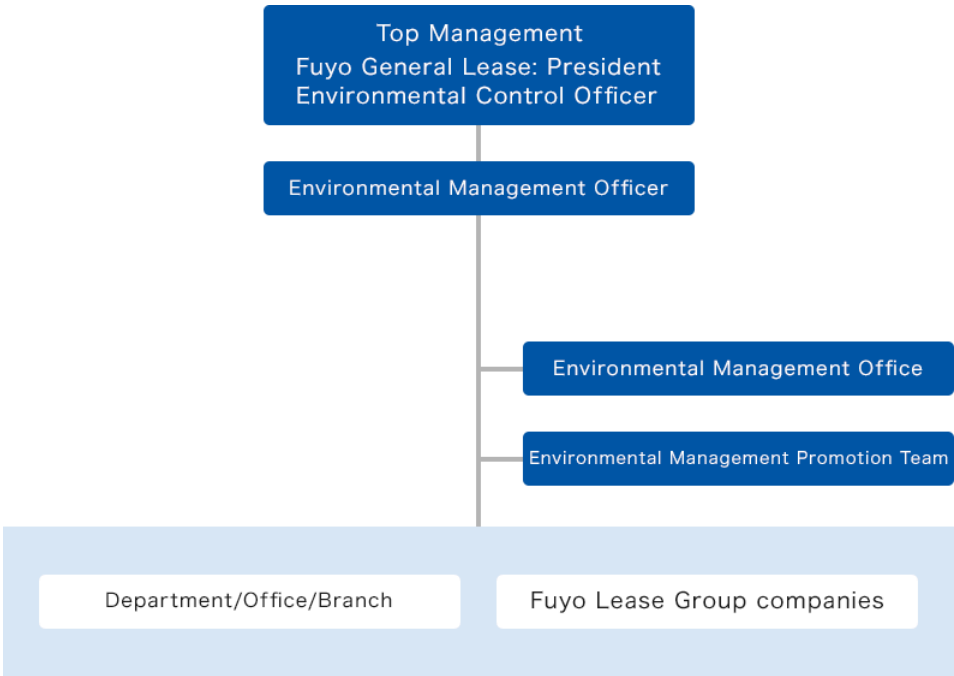 Top Management
Fuyo General Lease: President
Environmental Control Officer
Environmental Management Officer
Environmental Management Office
Environmental Management Promotion Team
Department/Office/Branch
Fuyo Lease Group companies